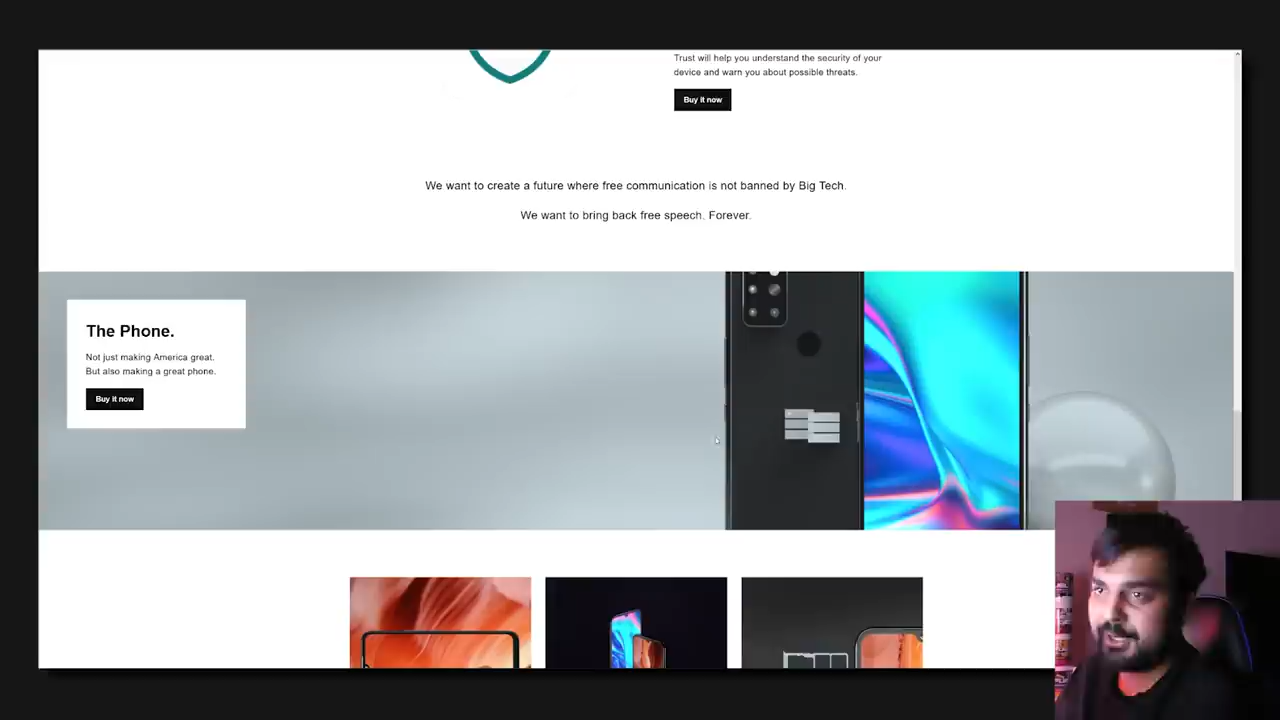 Trust will help you understand the security of your
device and warn you about possible threats.
Buy it now
We want to create a future where free communication is not banned by Big Tech.
We want to bring back free speech. Forever.
The Phone.
Not just making America great.
But also making a great phone.
Buy it now